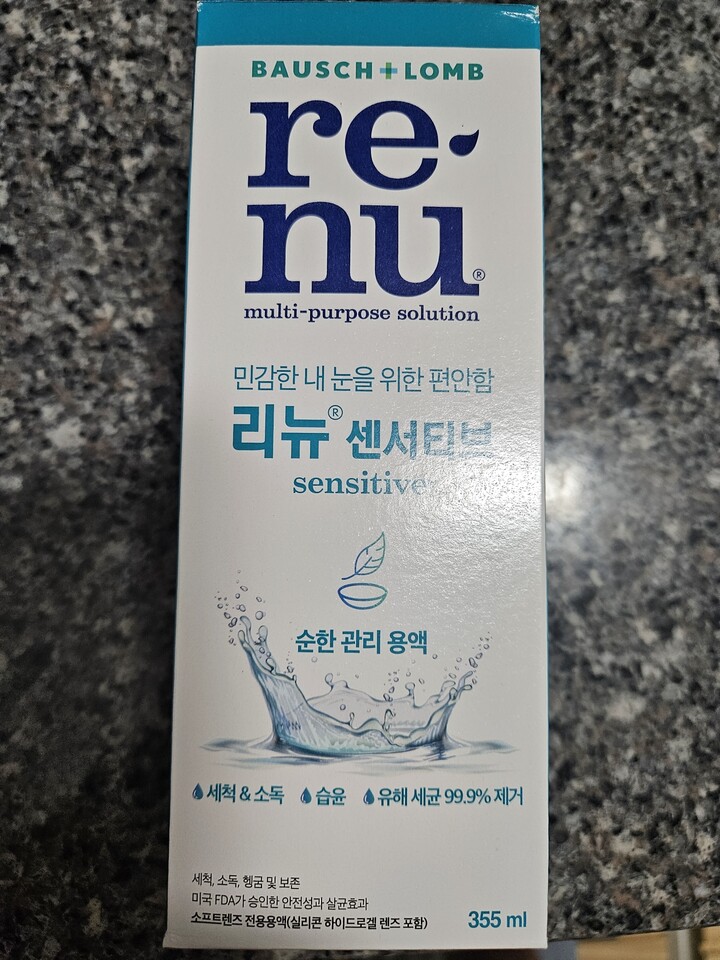 BAUSCH + LOMB
re
nu®
multi-purpose solution
민감한 내 눈을 위한 편안함
리뉴® 센서티브
sensitive
순한 관리 용액
세척 & 소독 습윤 유해 세균 99.9% 제거
세척, 소독, 헹굼 및 보존
미국 FDA가 승인한 안전성과 살균효과
소프트렌즈 전용용액(실리콘 하이드로겔 렌즈 포함)
355 ml